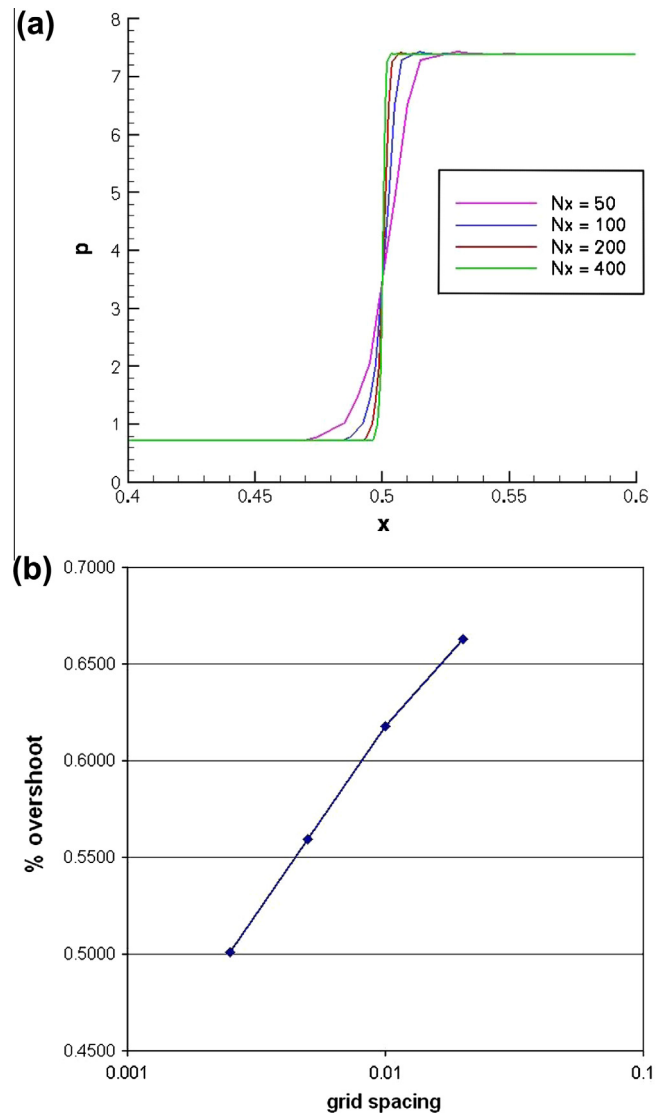 (a)
8
7
6
5
4
3
2
1
0
p
Nx = 50
Nx = 100
Nx = 200
Nx = 400
0.4 0.45 0.5 0.55 0.6
x
(b)
0.7000
0.6500
0.6000
0.5500
0.5000
0.4500
% overshoot
0.001 0.01 0.1
grid spacing